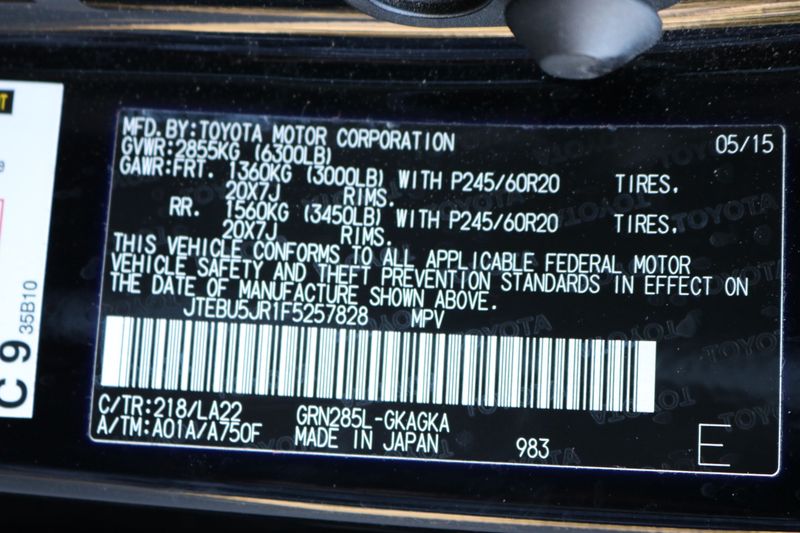 MFD.BY:TOYOTA MOTOR CORPORATION 05/15
GVWR:2855KG (6300LB)
GAWR:FRT. 1360KG (3000LB) WITH P245/60R20 TIRES,
20X7J RIMS.
RR. 1560KG (3450LB) WITH P245/60R20 TIRES,
20X7J RIMS.
THIS VEHICLE CONFORMS TO ALL APPLICABLE FEDERAL MOTOR
VEHICLE SAFETY AND THEFT PREVENTION STANDARDS IN EFFECT ON
THE DATE OF MANUFACTURE SHOWN ABOVE.
JTEBU5JR1F5257828 MPV
C/TR:218/LA22 GRN285L-GKAGKA
A/TM:A01A/A750F MADE IN JAPAN 983 E
C9
35B10
TOYOTA